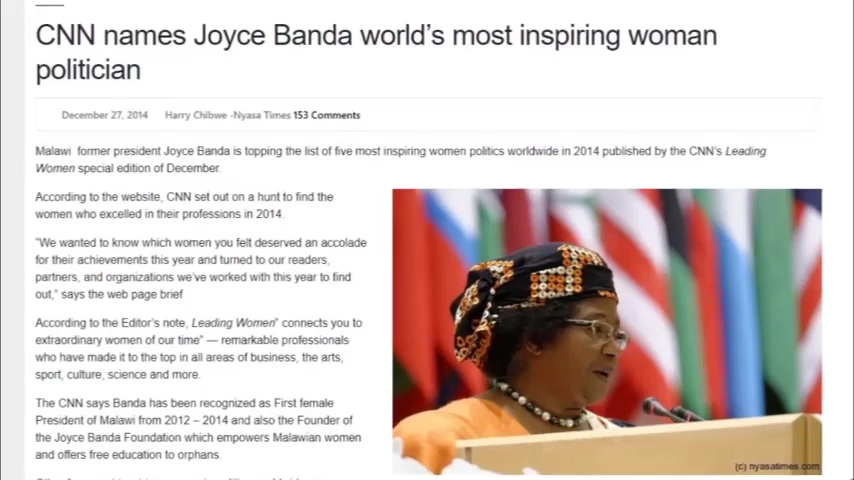 CNN names Joyce Banda world's most inspiring woman
politician
December 27, 2014 Harry Chibwe -Nyasa Times 153 Comments
Malawi former president Joyce Banda is topping the list of five most inspiring women politics worldwide in 2014 published by the CNN's Leading
Women special edition of December.
According to the website, CNN set out on a hunt to find the
women who excelled in their professions in 2014.
"We wanted to know which women you felt deserved an accolade
for their achievements this year and turned to our readers,
partners, and organizations we've worked with this year to find
out," says the web page brief
According to the Editor's note, Leading Women" connects you to
extraordinary women of our time" — remarkable professionals
who have made it to the top in all areas of business, the arts,
sport, culture, science and more.
The CNN says Banda has been recognized as First female
President of Malawi from 2012 – 2014 and also the Founder of
the Joyce Banda Foundation which empowers Malawian women
and offers free education to orphans
(c) nyasatimes.com